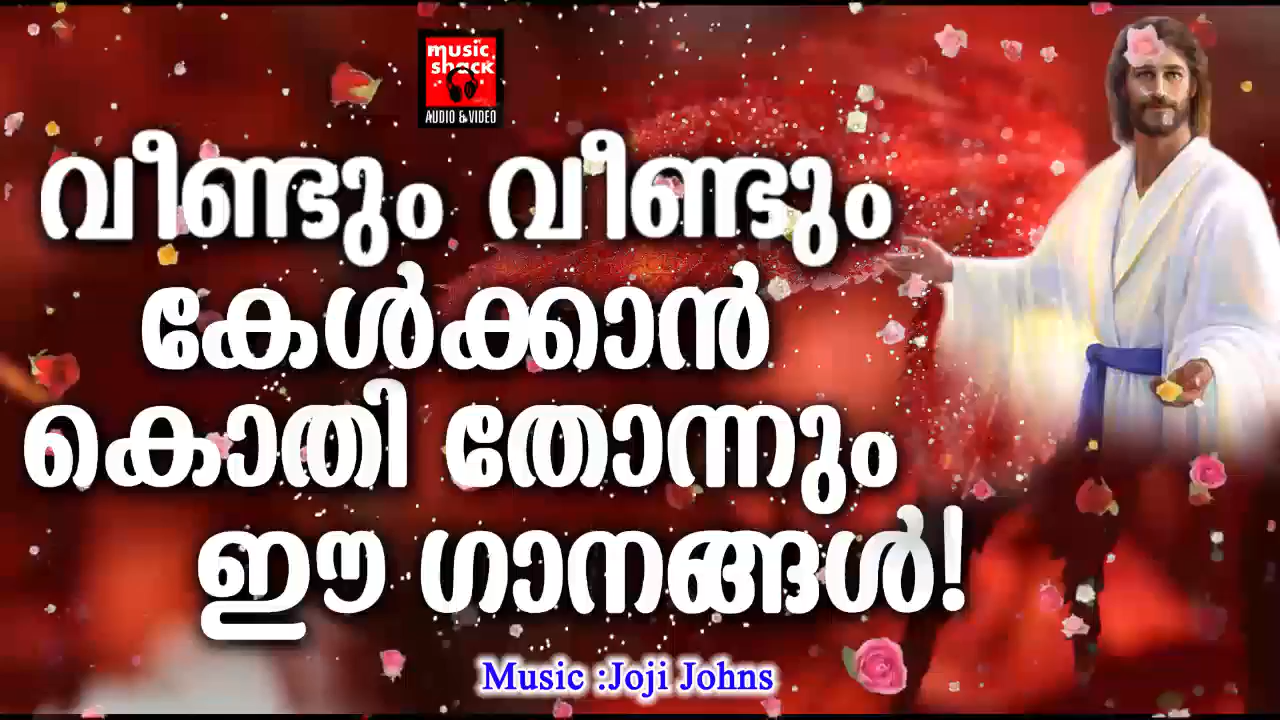 music
shack
AUDIO & VIDEO
വീണ്ടും വീണ്ടും
കേൾക്കാൻ
കൊതി തോന്നും
ഈ ഗാനങ്ങൾ!
Music :Joji Johns